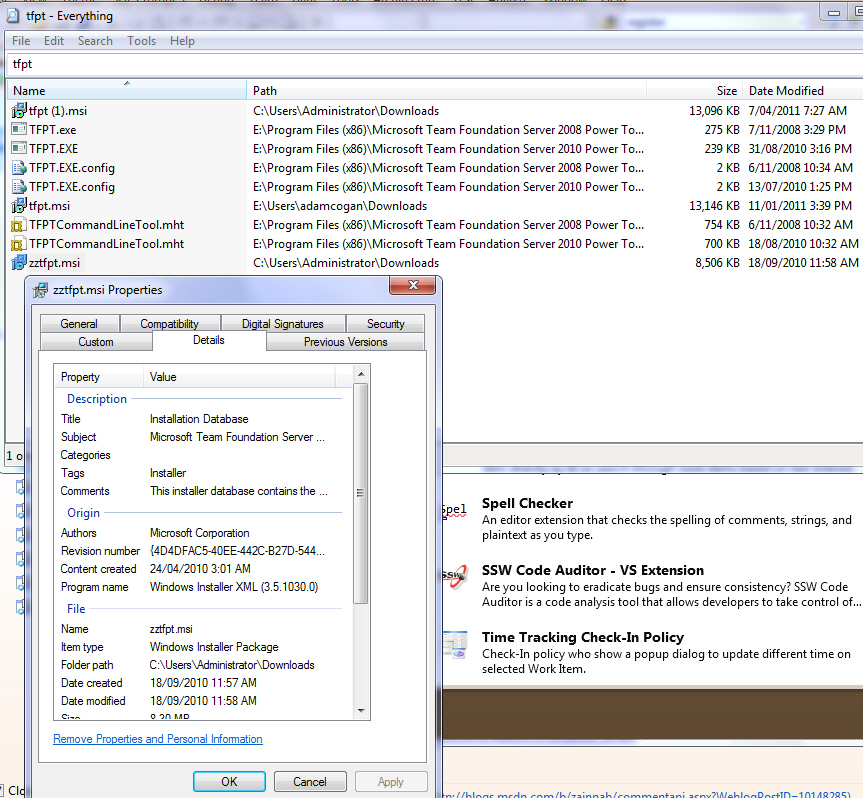 tfpt - Everything
File Edit Search Tools Help
tfpt
Name Path Size Date Modified
tfpt (1).msi C:\Users\Administrator\Downloads 13,096 KB 7/04/2011 7:27 AM
TFPT.exe E:\Program Files (x86)\Microsoft Team Foundation Server 2008 Power To... 275 KB 7/11/2008 3:29 PM
TFPT.EXE E:\Program Files (x86)\Microsoft Team Foundation Server 2010 Power To... 239 KB 31/08/2010 3:16 PM
TFPT.EXE.config E:\Program Files (x86)\Microsoft Team Foundation Server 2008 Power To... 2 KB 6/11/2008 10:34 AM
TFPT.EXE.config E:\Program Files (x86)\Microsoft Team Foundation Server 2010 Power To... 2 KB 13/07/2010 1:25 PM
tfpt.msi E:\Users\adamcogan\Downloads 13,146 KB 11/01/2011 3:39 PM
TFPTCommandLineTool.mht E:\Program Files (x86)\Microsoft Team Foundation Server 2008 Power To... 754 KB 6/11/2008 10:32 AM
TFPTCommandLineTool.mht E:\Program Files (x86)\Microsoft Team Foundation Server 2010 Power To... 700 KB 18/08/2010 10:32 AM
zztfpt.msi C:\Users\Administrator\Downloads 8,506 KB 18/09/2010 11:58 AM
zztfpt.msi Properties
General Compatibility Digital Signatures Security
Custom Details Previous Versions
Property Value
Description
Title Installation Database
Subject Microsoft Team Foundation Server ...
Categories
Tags Installer
Comments This installer database contains the ...
Origin
Authors Microsoft Corporation
Revision number {4D4DFAC5-40EE-442C-B27D-544...
Content created 24/04/2010 3:01 AM
Program name Windows Installer XML (3.5.1030.0)
File
Name zztfpt.msi
Item type Windows Installer Package
Folder path C:\Users\Administrator\Downloads
Date created 18/09/2010 11:57 AM
Date modified 18/09/2010 11:58 AM
Size 8.20 MB
Remove Properties and Personal Information
OK Cancel Apply
1 o
Spel
Spell Checker
An editor extension that checks the spelling of comments, strings, and
plaintext as you type.
SSW
SSW Code Auditor - VS Extension
Are you looking to eradicate bugs and ensure consistency? SSW Code
Auditor is a code analysis tool that allows developers to take control of...
Time Tracking Check-In Policy
Check-In policy who show a popup dialog to update different time on
selected Work Item.
Clo
tp://blogs.msdn.com/b/zainnab/commentapi.aspx?WeblogPostID=10148285)